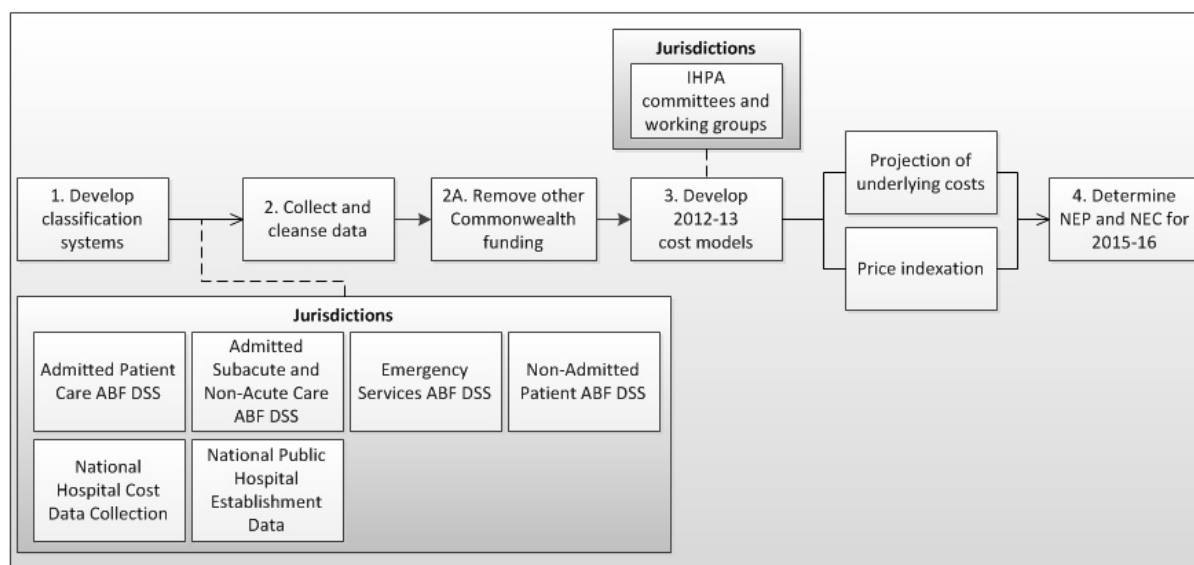 Jurisdictions
IHPA
committees and
working groups
1. Develop
classification
systems
2. Collect and
cleanse data
2A. Remove other
Commonwealth
funding
3. Develop
2012-13
cost models
Projection of
underlying costs
Price indexation
4. Determine
NEP and NEC for
2015-16
Jurisdictions
Admitted Patient
Care ABF DSS
Admitted
Subacute and
Non-Acute Care
ABF DSS
Emergency
Services ABF DSS
Non-Admitted
Patient ABF DSS
National
Hospital Cost
Data Collection
National Public
Hospital
Establishment
Data